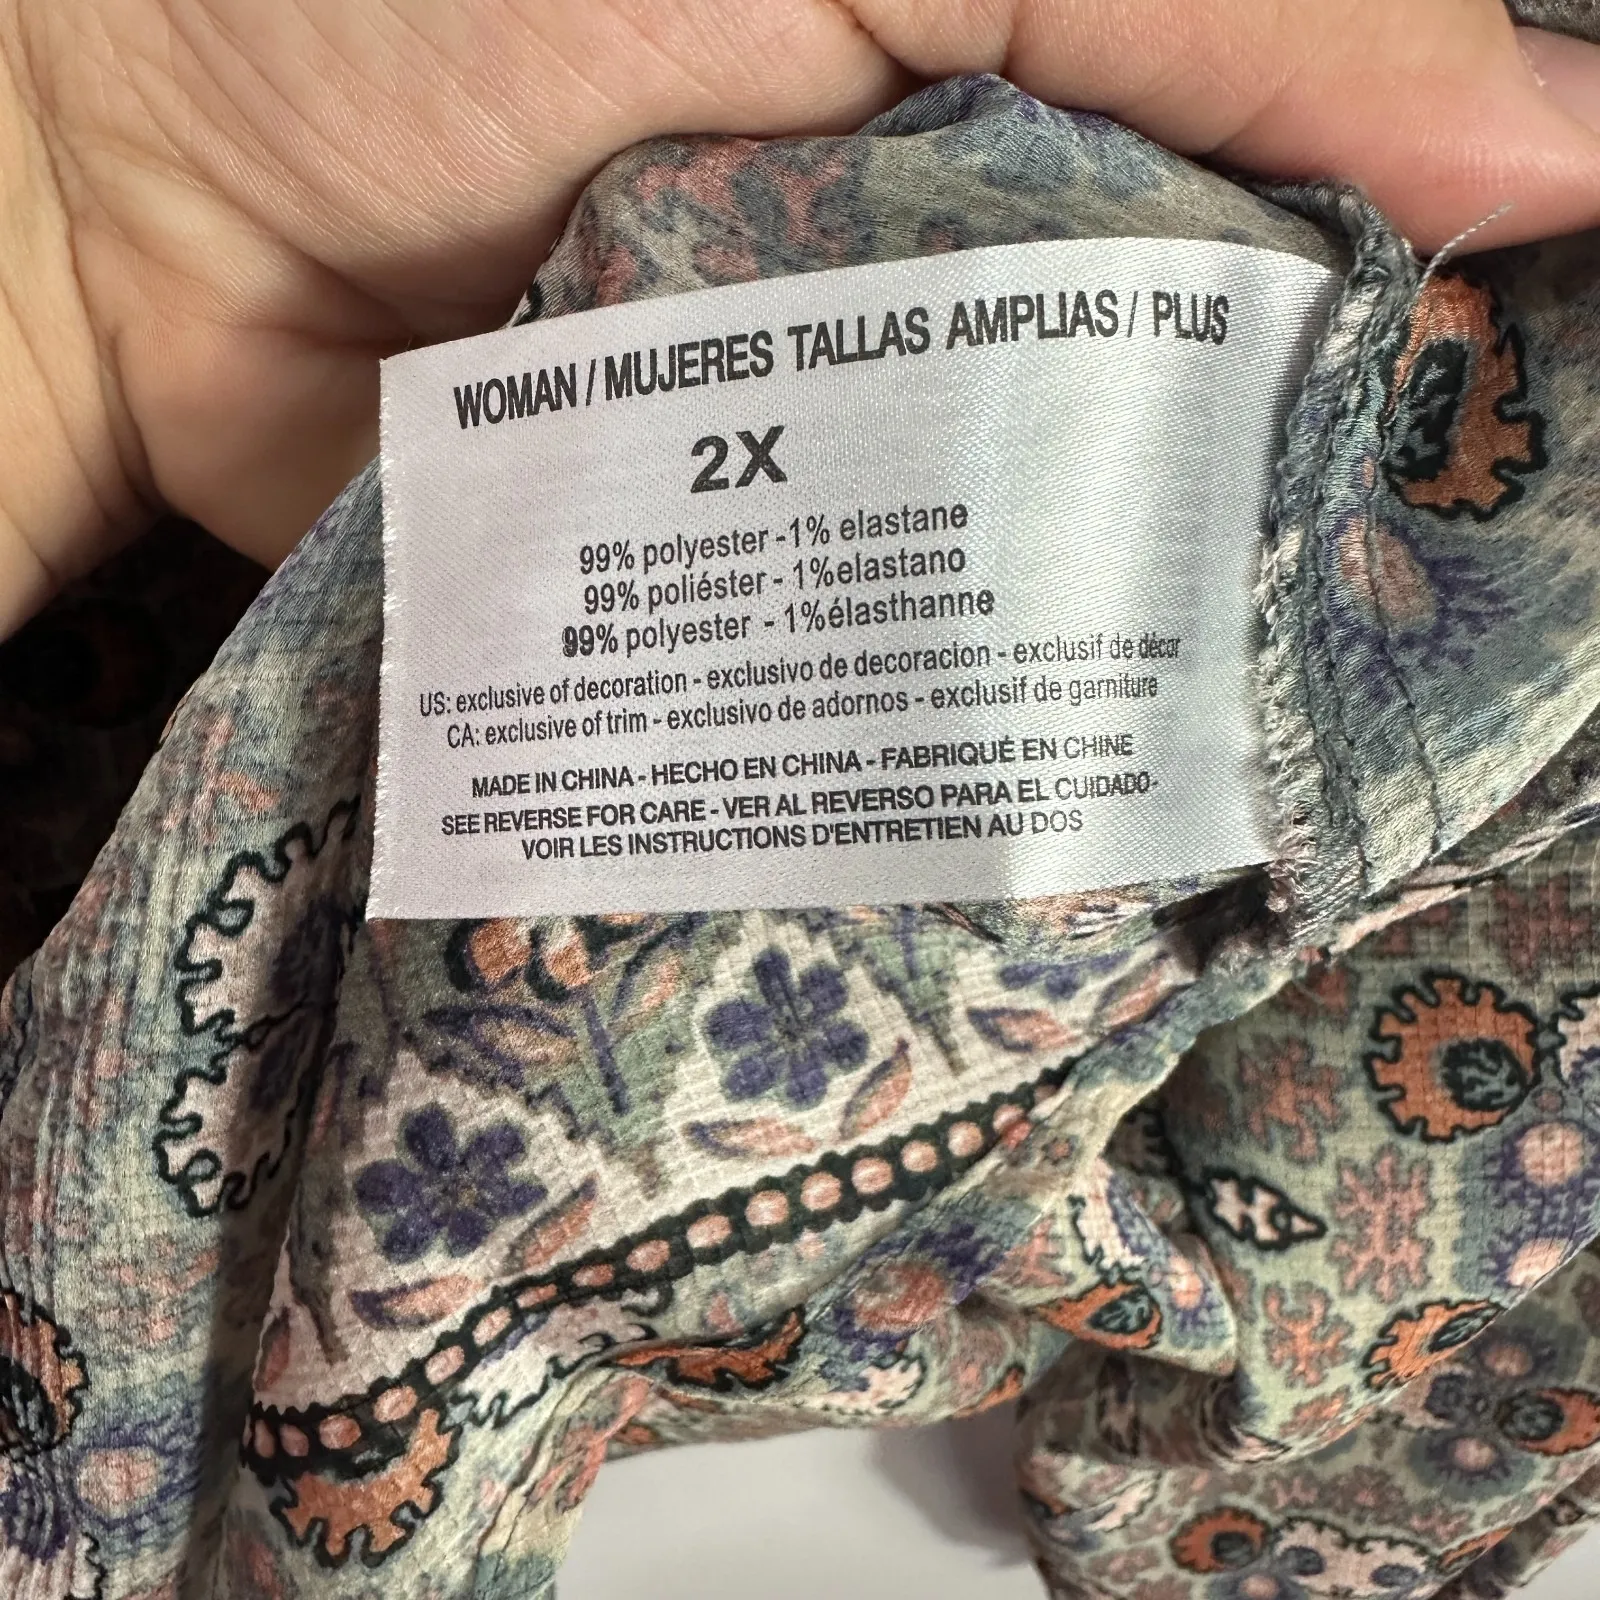 WOMAN / MUJERES TALLAS AMPLIAS / PLUS
2X
99% polyester -1% elastane
99% poliéster - 1%elastano
99% polyester - 1%élasthanne
US: exclusive of decoration - exclusivo de decoracion - exclusif de décor
CA: exclusive of trim - exclusivo de adornos - exclusif de garniture
MADE IN CHINA - HECHO EN CHINA - FABRIQUÉ EN CHINE
SEE REVERSE FOR CARE - VER AL REVERSO PARA EL CUIDADO-
VOIR LES INSTRUCTIONS D'ENTRETIEN AU DOS